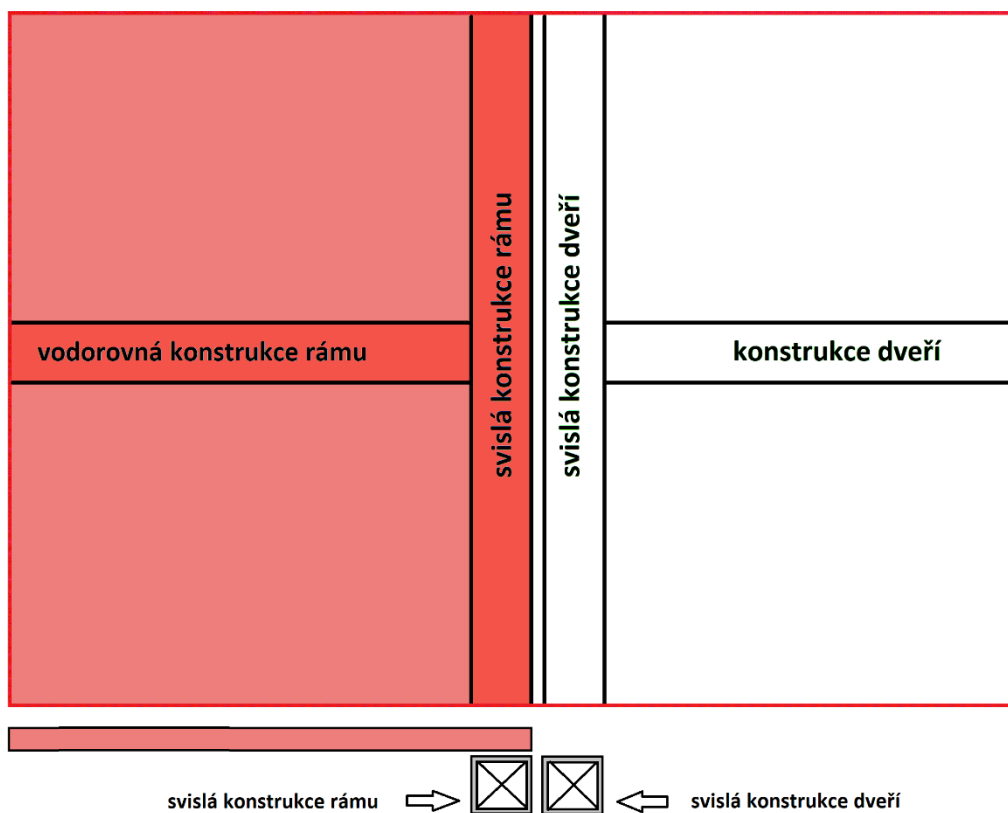 svislá konstrukce rámu
svislá konstrukce dveří
vodorovná konstrukce rámu
konstrukce dveří
svislá konstrukce rámu
svislá konstrukce dveří